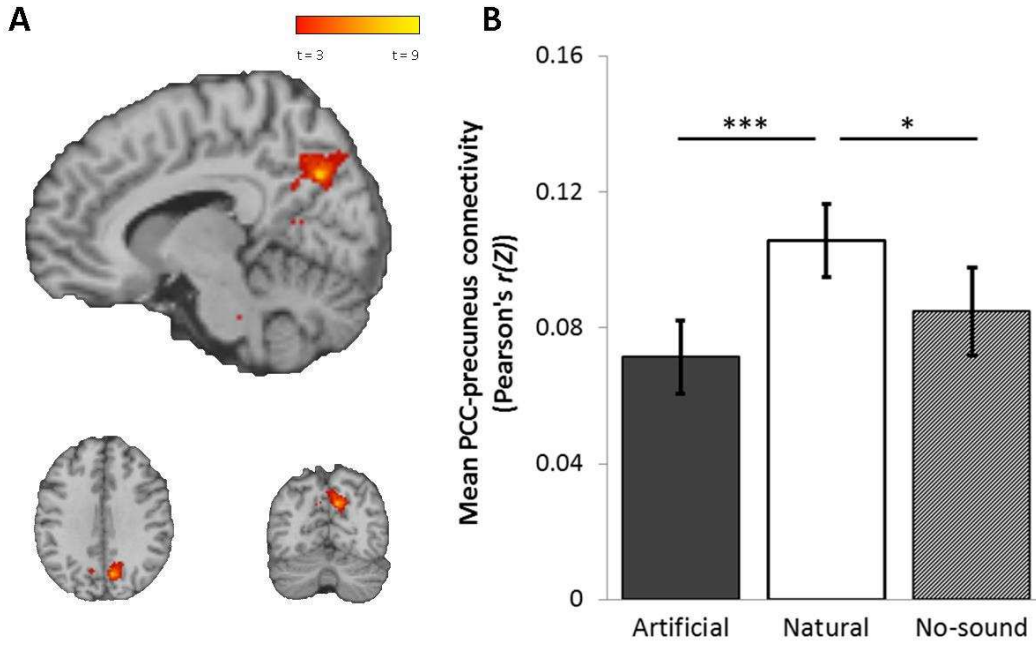 A
t = 3
t = 9
B
Mean PCC-precuneus connectivity
(Pearson's r(Z))
0.16
0.12
0.08
0.04
0
***
*
Artificial
Natural
No-sound